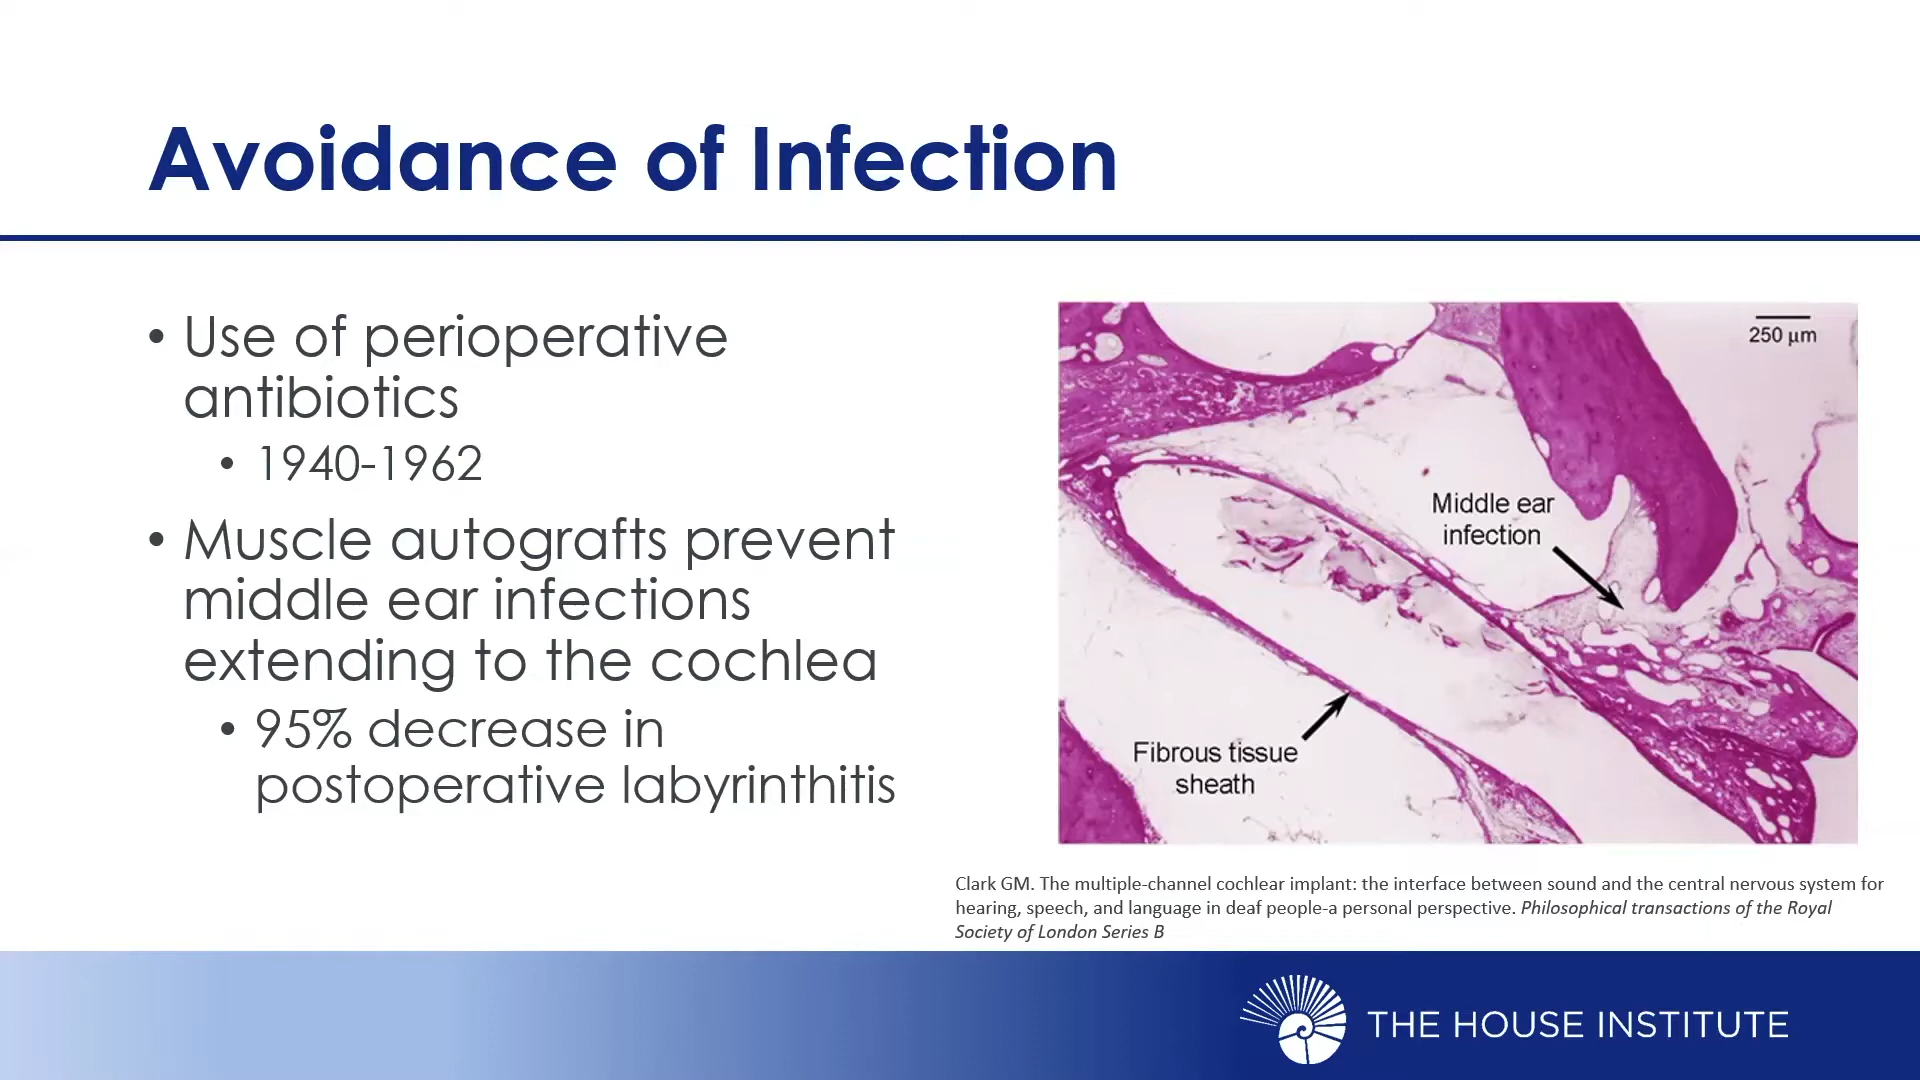 Avoidance of Infection
• Use of perioperative
antibiotics
• 1940-1962
• Muscle autografts prevent
middle ear infections
extending to the cochlea
• 95% decrease in
postoperative labyrinthitis
250 µm
Middle ear
infection
Fibrous tissue
sheath
Clark GM. The multiple-channel cochlear implant: the interface between sound and the central nervous system for
hearing, speech, and language in deaf people-a personal perspective. Philosophical transactions of the Royal
Society of London Series B
THE HOUSE INSTITUTE